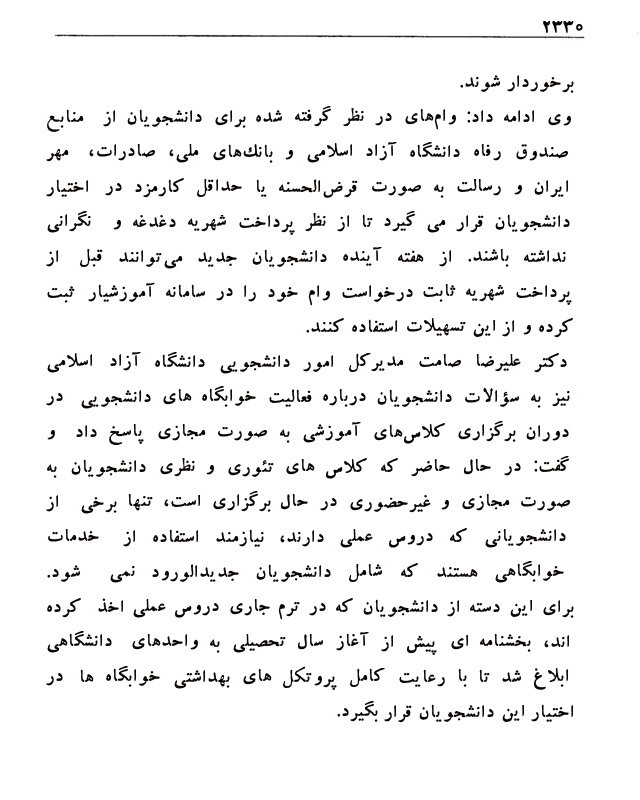 ۲۳۳۰
برخوردار شوند.
وی ادامه داد: وام‌های در نظر گرفته شده برای دانشجویان از منابع
صندوق رفاه دانشگاه آزاد اسلامی و بانك‌های ملی، صادرات، مهر
ایران و رسالت به صورت قرض‌الحسنه یا حداقل کارمزد در اختیار
دانشجویان قرار می گیرد تا از نظر پرداخت شهریه دغدغه و نگرانی
نداشته باشند. از هفته آینده دانشجویان جدید می‌توانند قبل از
پرداخت شهریه ثابت درخواست وام خود را در سامانه آموزشیار ثبت
کرده و از این تسهیلات استفاده کنند.
دکتر علیرضا صامت مدیرکل امور دانشجویی دانشگاه آزاد اسلامی
نیز به سؤالات دانشجویان درباره فعالیت خوابگاه های دانشجویی در
دوران برگزاری کلاس‌های آموزشی به صورت مجازی پاسخ داد و
گفت: در حال حاضر که کلاس های تئوری و نظری دانشجویان به
صورت مجازی و غیرحضوری در حال برگزاری است، تنها برخی از
دانشجویانی که دروس عملی دارند، نیازمند استفاده از خدمات
خوابگاهی هستند که شامل دانشجویان جدیدالورود نمی شود.
برای این دسته از دانشجویان که در ترم جاری دروس عملی اخذ کرده
اند، بخشنامه ای پیش از آغاز سال تحصیلی به واحدهای دانشگاهی
ابلاغ شد تا با رعایت کامل پروتکل های بهداشتی خوابگاه ها در
اختیار این دانشجویان قرار بگیرد.